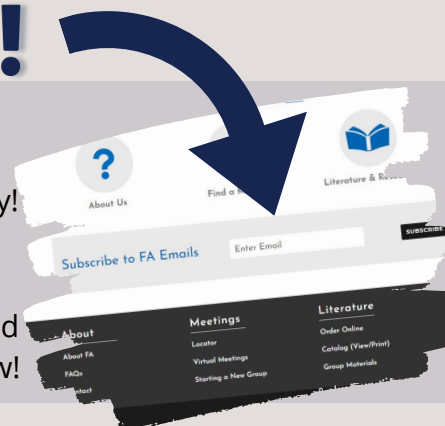 !
y!
About Us
Find a
Literature &
Subscribe to FA Emails
Enter Email
SUBSCRIBE
d
w!
About
About FA
FAQs
Meetings
Locator
Virtual Meetings
Starting a New Group
Literature
Order Online
Catalog (View/Print)
Group Materials